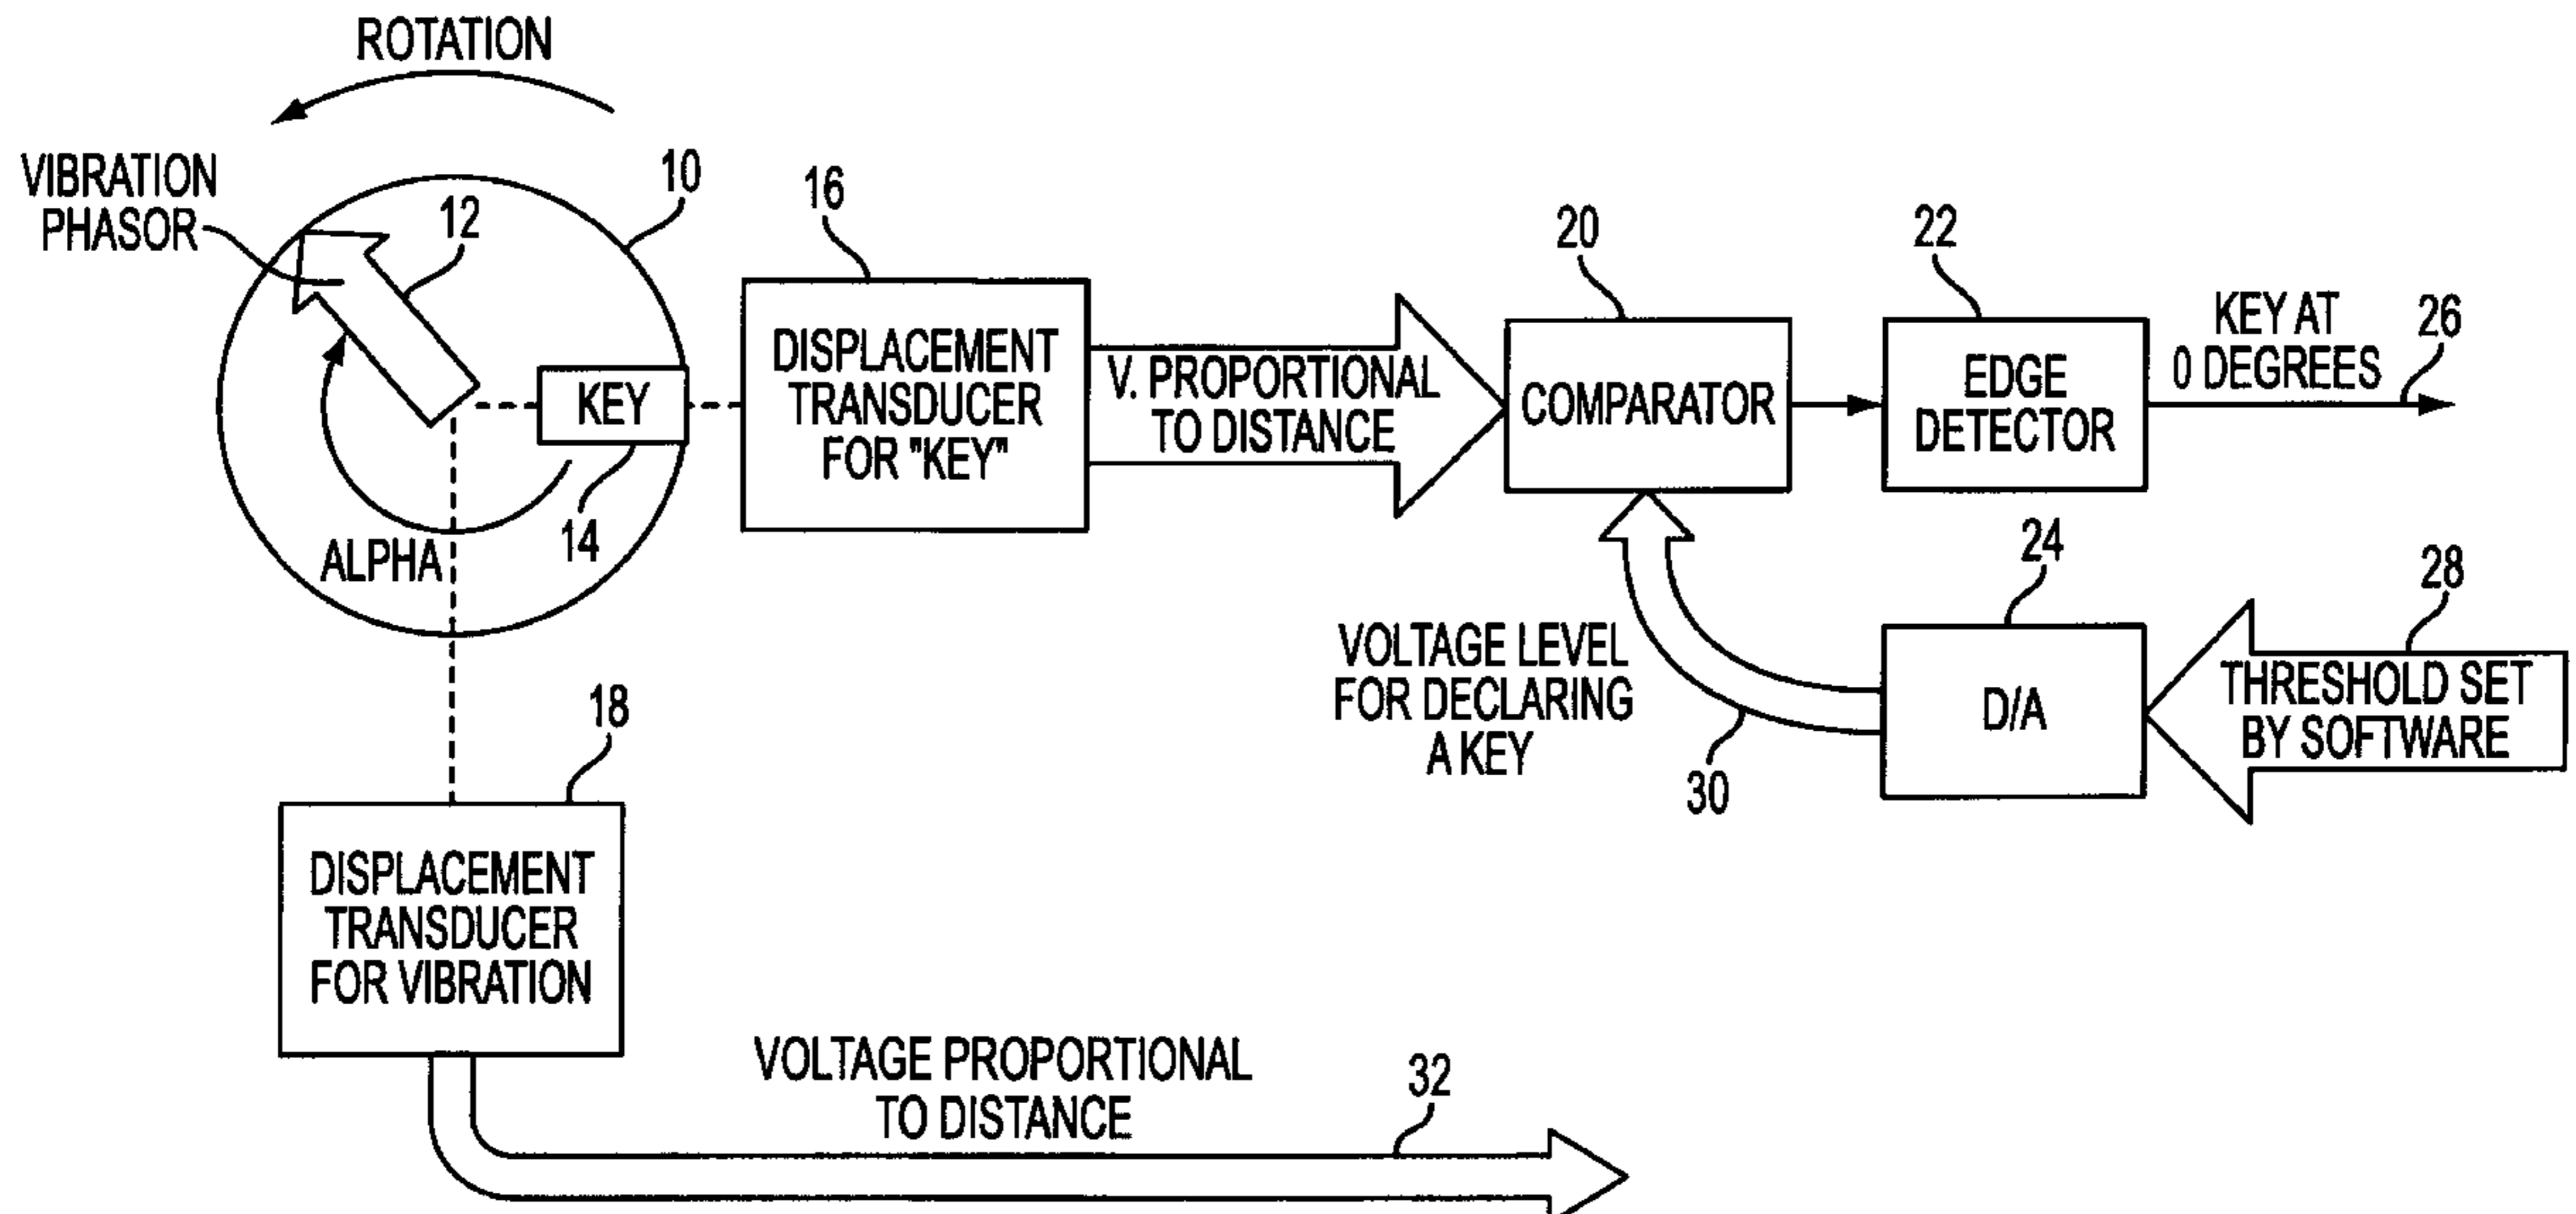 ROTATION
VIBRATION
PHASOR
12
10
KEY
14
ALPHA
16
DISPLACEMENT
TRANSDUCER
FOR "KEY"
V. PROPORTIONAL
TO DISTANCE
20
COMPARATOR
22
EDGE
DETECTOR
KEY AT
0 DEGREES
26
VOLTAGE LEVEL
FOR DECLARING
A KEY
30
24
D/A
28
THRESHOLD SET
BY SOFTWARE
18
DISPLACEMENT
TRANSDUCER
FOR VIBRATION
VOLTAGE PROPORTIONAL
TO DISTANCE
32